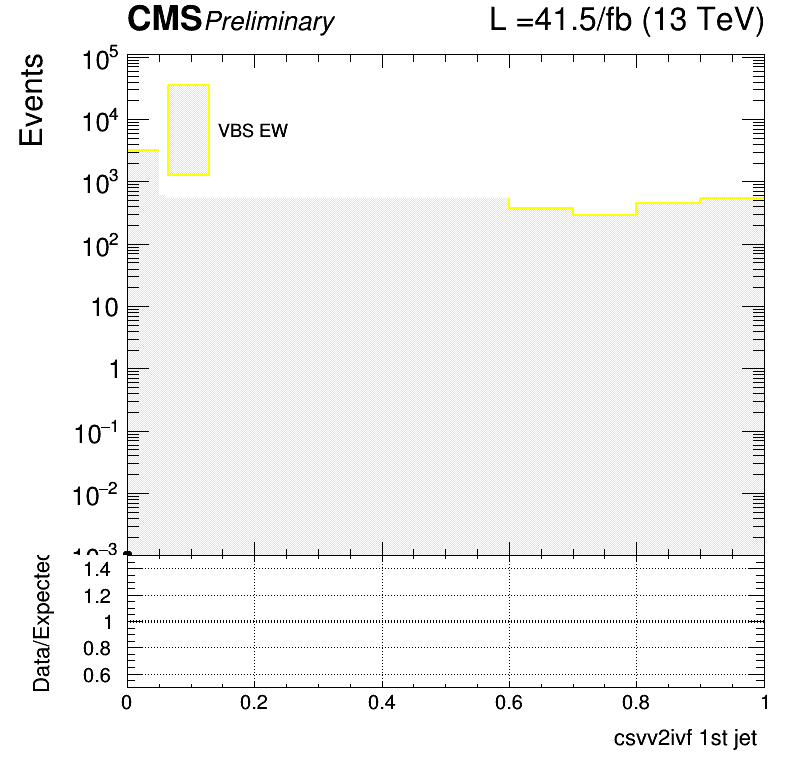 CMS Preliminary L =41.5/fb (13 TeV)
Events
10^5
10^4
10^3
10^2
10
1
10^−1
10^−2
VBS EW
Data/Expected
1.4
1.2
1
0.8
0.6
0 0.2 0.4 0.6 0.8 1
csvv2ivf 1st jet